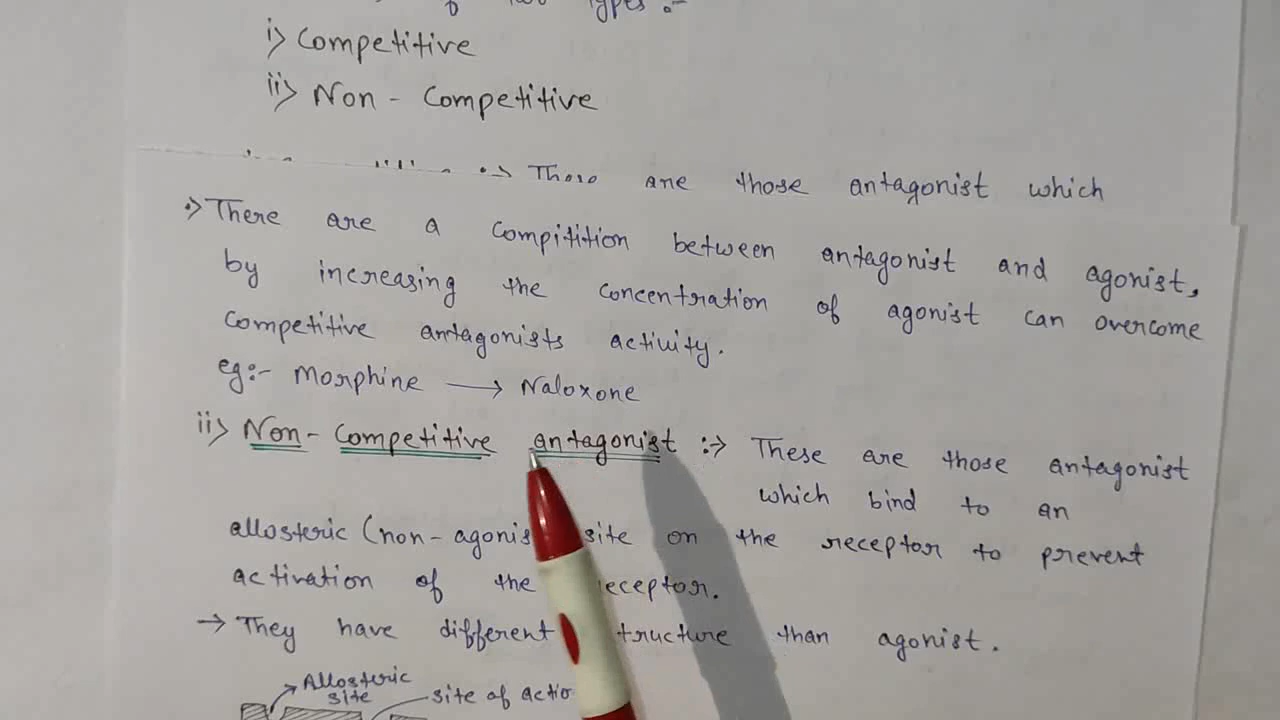 types :-
i> Competitive
ii> Non - Competitive
:-> These are those antagonist which
:> There are a compitition between antagonist and agonist,
by increasing the concentration of agonist can overcome
competitive antagonists activity.
eg:- Morphine → Naloxone
ii> Non - Competitive antagonist :-> These are those antagonist
which bind to an
allosteric (non-agonis site on the receptor to prevent
activation of the eceptor.
→ They have different tructure than agonist.
Allosteric
site
site of actio